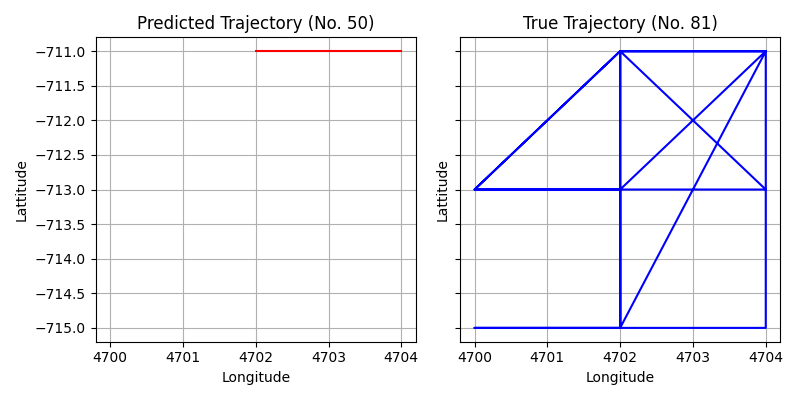 Predicted Trajectory (No. 50)
−711.0
−711.5
−712.0
−712.5
−713.0
−713.5
−714.0
−714.5
−715.0
Lattitude
4700 4701 4702 4703 4704
Longitude
True Trajectory (No. 81)
Lattitude
4700 4701 4702 4703 4704
Longitude